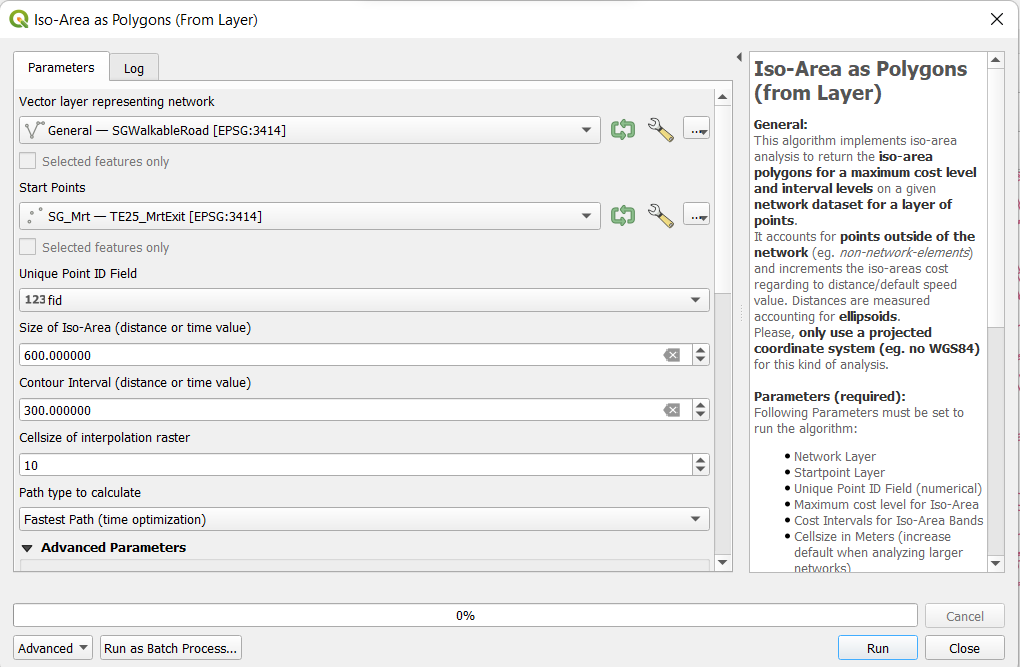 Iso-Area as Polygons (From Layer)
Parameters
Log
Vector layer representing network
General — SGWalkableRoad [EPSG:3414]
...
Selected features only
Start Points
SG_Mrt — TE25_MrtExit [EPSG:3414]
...
Selected features only
Unique Point ID Field
123 fid
Size of Iso-Area (distance or time value)
600.000000
Contour Interval (distance or time value)
300.000000
Cellsize of interpolation raster
10
Path type to calculate
Fastest Path (time optimization)
Advanced Parameters
Iso-Area as Polygons
(from Layer)
General:
This algorithm implements iso-area
analysis to return the iso-area
polygons for a maximum cost level
and interval levels on a given
network dataset for a layer of
points.
It accounts for points outside of the
network (eg. non-network-elements)
and increments the iso-areas cost
regarding to distance/default speed
value. Distances are measured
accounting for ellipsoids.
Please, only use a projected
coordinate system (eg. no WGS84)
for this kind of analysis.
Parameters (required):
Following Parameters must be set to
run the algorithm:
• Network Layer
• Startpoint Layer
• Unique Point ID Field (numerical)
• Maximum cost level for Iso-Area
• Cost Intervals for Iso-Area Bands
• Cellsize in Meters (increase
default when analyzing larger
networks)
0%
Cancel
Advanced
Run as Batch Process...
Run
Close